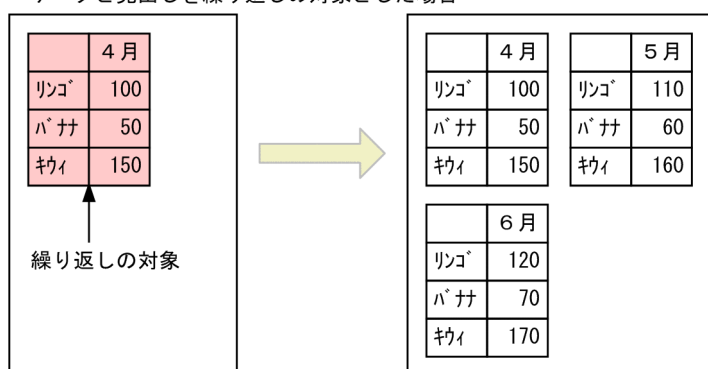 データと見出しを繰り返しの対象とした場合
４月
ﾘﾝｺﾞ 100
ﾊﾞﾅﾅ 50
ｷｳｨ 150
繰り返しの対象
４月
ﾘﾝｺﾞ 100
ﾊﾞﾅﾅ 50
ｷｳｨ 150
５月
ﾘﾝｺﾞ 110
ﾊﾞﾅﾅ 60
ｷｳｨ 160
６月
ﾘﾝｺﾞ 120
ﾊﾞﾅﾅ 70
ｷｳｨ 170